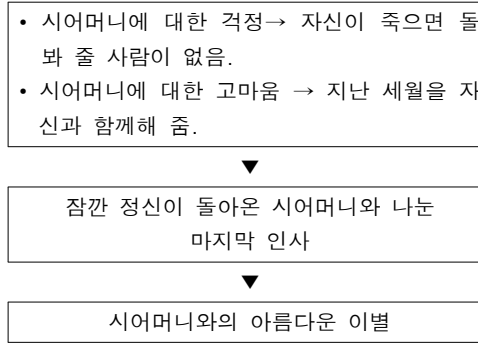 • 시어머니에 대한 걱정→ 자신이 죽으면 돌
봐 줄 사람이 없음.
• 시어머니에 대한 고마움 → 지난 세월을 자
신과 함께해 줌.
▼
잠깐 정신이 돌아온 시어머니와 나눈
마지막 인사
▼
시어머니와의 아름다운 이별